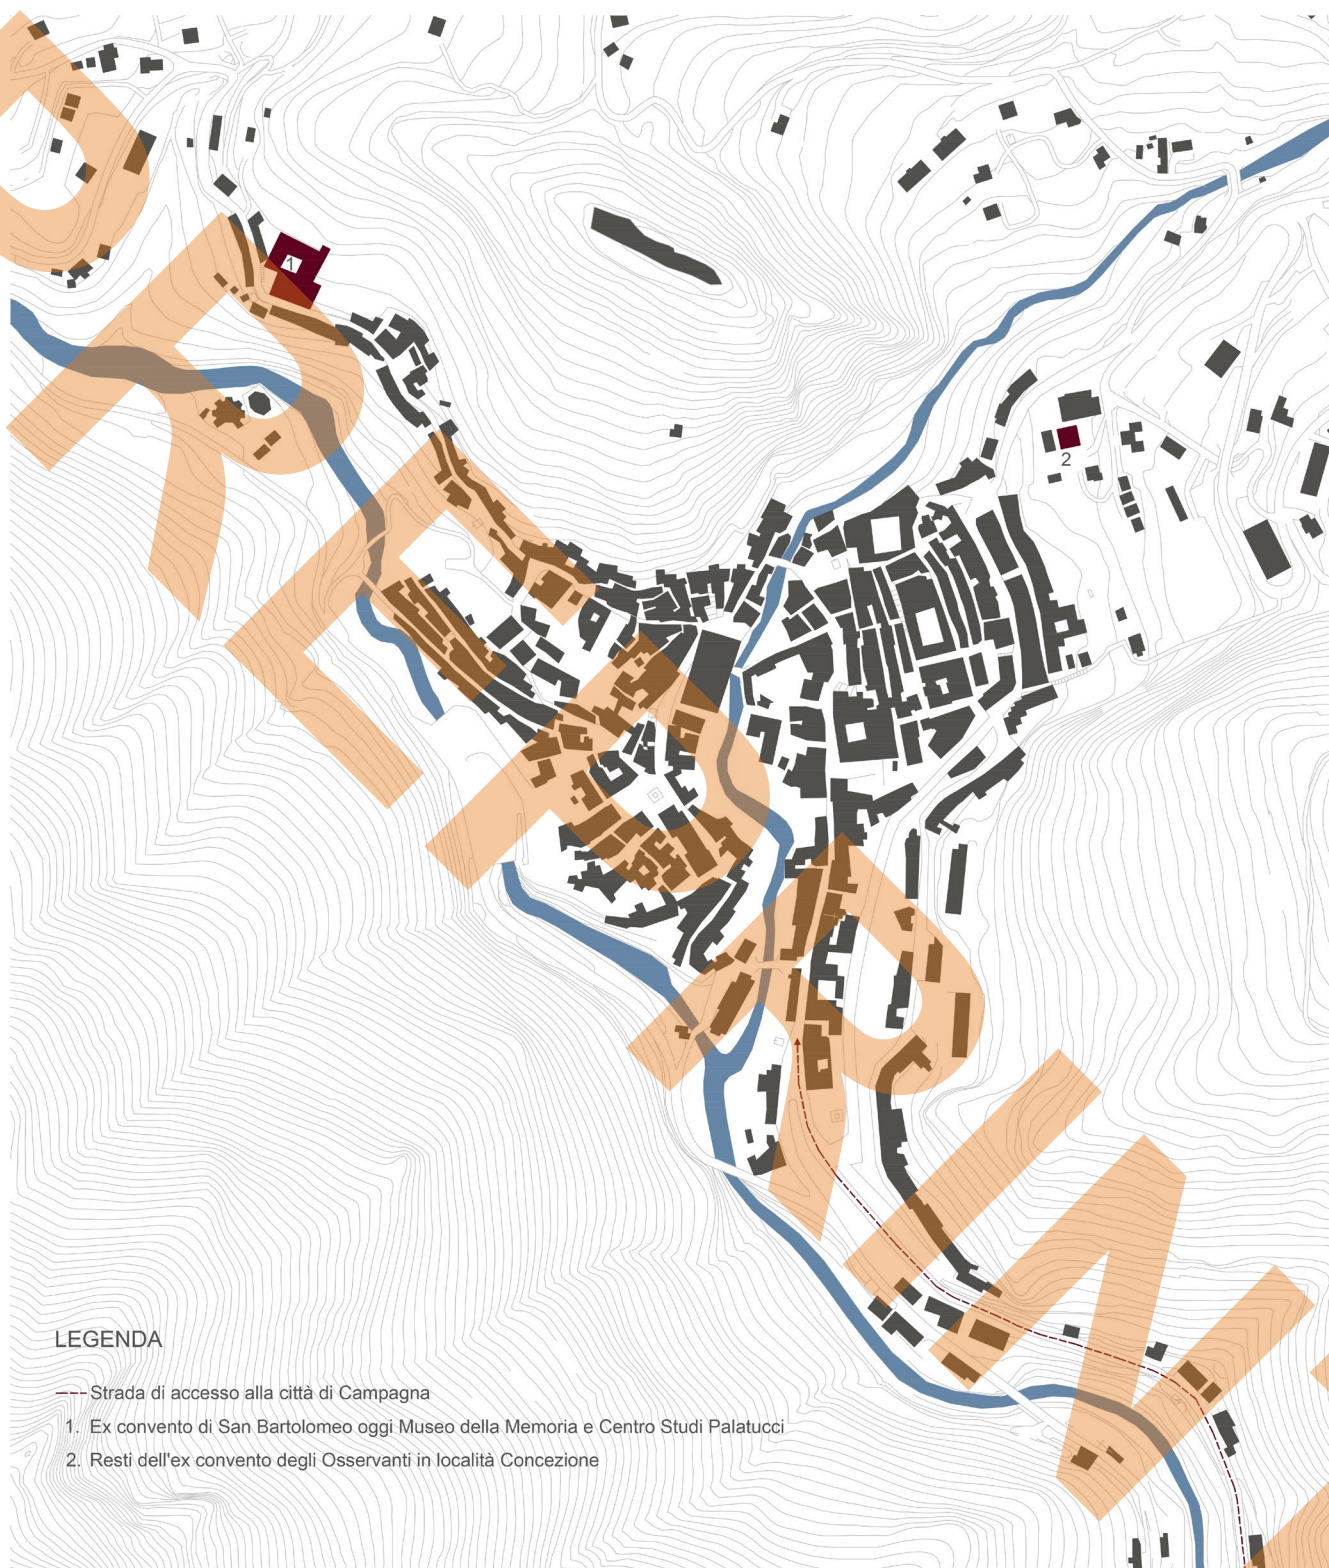 1
2
PREPRINT
LEGENDA
Strada di accesso alla città di Campagna
1. Ex convento di San Bartolomeo oggi Museo della Memoria e Centro Studi Palatucci
2. Resti dell'ex convento degli Osservanti in località Concezione